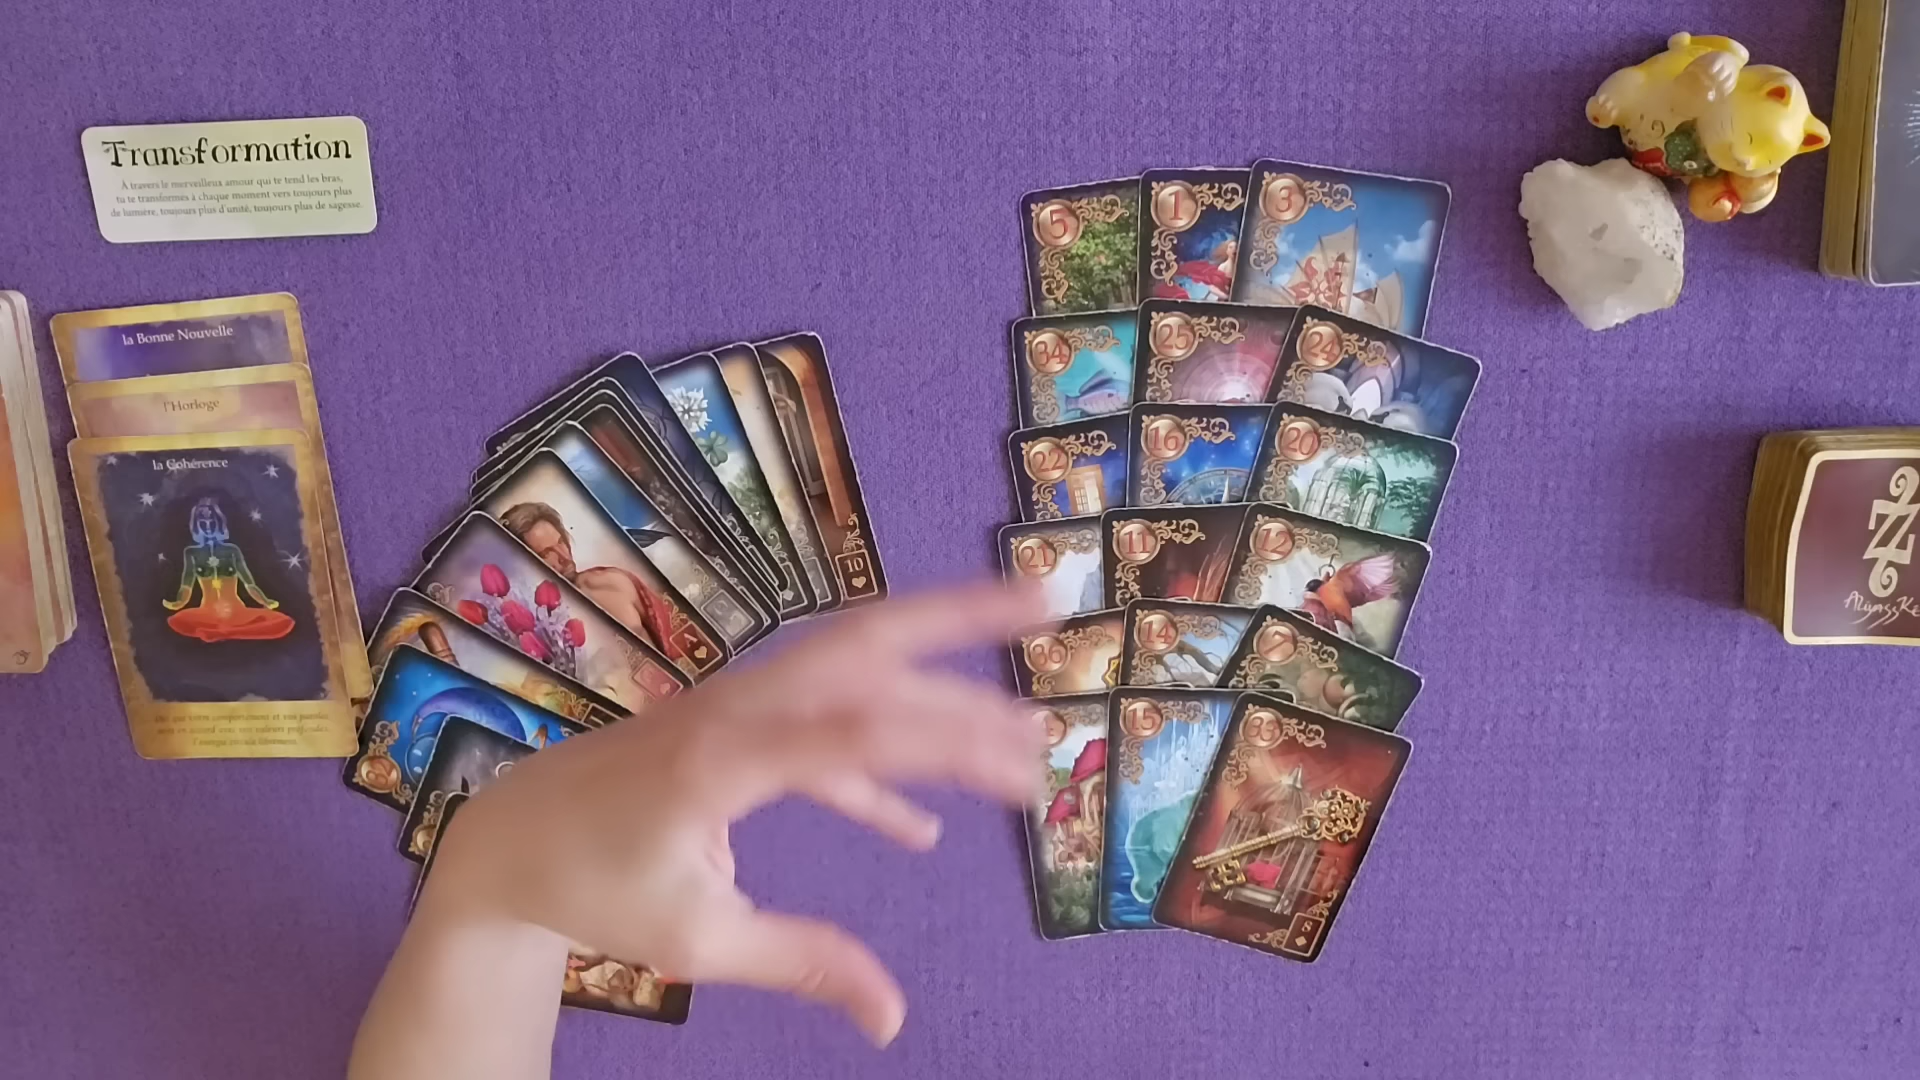 Transformation
À travers le merveilleux amour qui te tend les bras,
tu te transformes à chaque moment vers toujours plus
de lumière, toujours plus d'unité, toujours plus de sagesse.
la Bonne Nouvelle
l'Horloge
la Cohérence
10
32
5
1
3
34
25
24
22
16
20
21
11
12
36
14
15
33
8